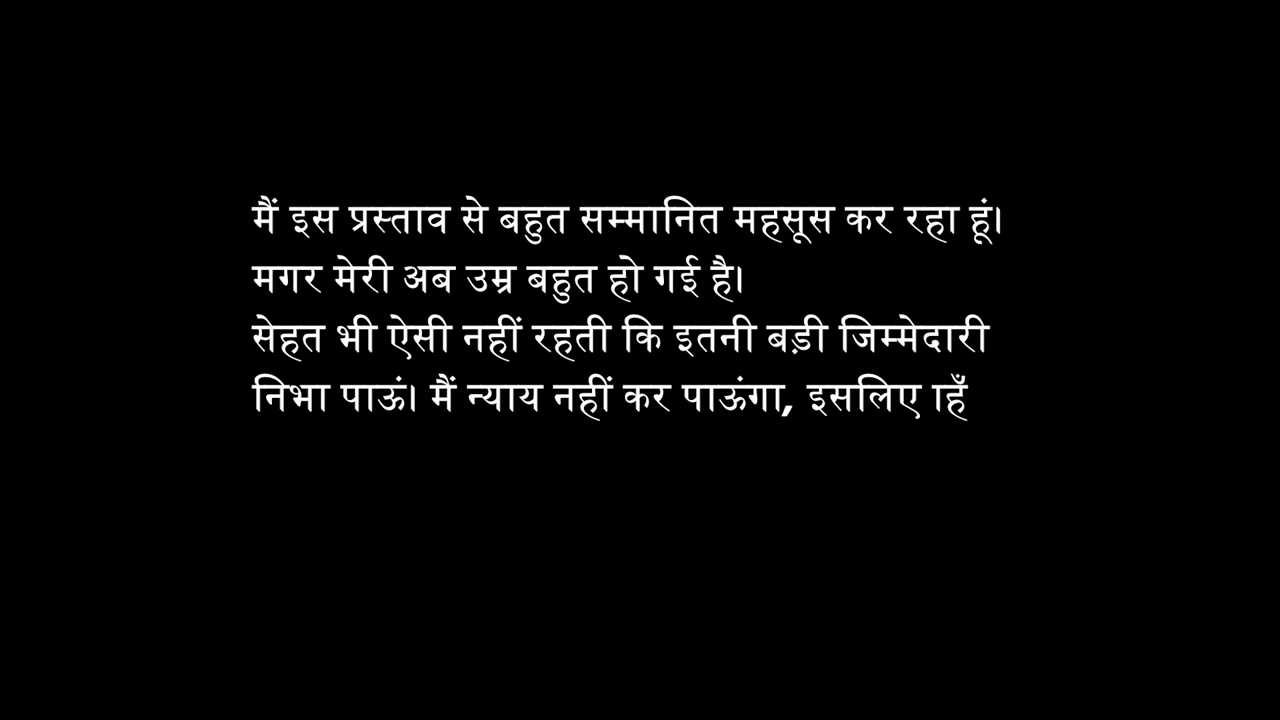 मैं इस प्रस्ताव से बहुत सम्मानित महसूस कर रहा हूं।
मगर मेरी अब उम्र बहुत हो गई है।
सेहत भी ऐसी नहीं रहती कि इतनी बड़ी जिम्मेदारी
निभा पाऊं। मैं न्याय नहीं कर पाऊंगा, इसलिए